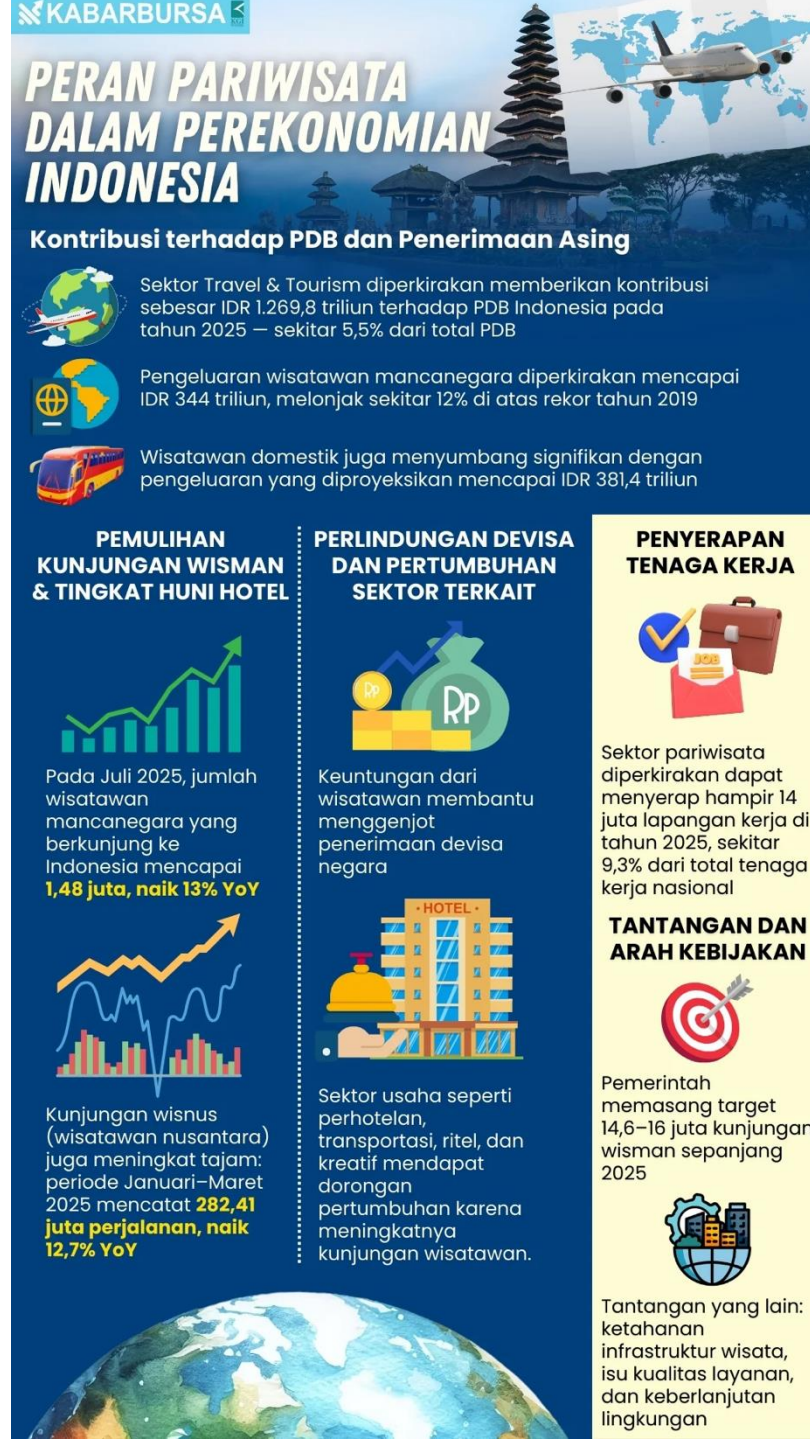 KABARBURSA
PERAN PARIWISATA
DALAM PEREKONOMIAN
INDONESIA
Kontribusi terhadap PDB dan Penerimaan Asing
Sektor Travel & Tourism diperkirakan memberikan kontribusi
sebesar IDR 1.269,8 triliun terhadap PDB Indonesia pada
tahun 2025 — sekitar 5,5% dari total PDB
Pengeluaran wisatawan mancanegara diperkirakan mencapai
IDR 344 triliun, melonjak sekitar 12% di atas rekor tahun 2019
Wisatawan domestik juga menyumbang signifikan dengan
pengeluaran yang diproyeksikan mencapai IDR 381,4 triliun
PEMULIHAN
KUNJUNGAN WISMAN
& TINGKAT HUNI HOTEL
Pada Juli 2025, jumlah
wisatawan
mancanegara yang
berkunjung ke
Indonesia mencapai
1,48 juta, naik 13% YoY
Kunjungan wisnus
(wisatawan nusantara)
juga meningkat tajam:
periode Januari–Maret
2025 mencatat 282,41
juta perjalanan, naik
12,7% YoY
PERLINDUNGAN DEVISA
DAN PERTUMBUHAN
SEKTOR TERKAIT
Rp
Rp
Keuntungan dari
wisatawan membantu
menggenjot
penerimaan devisa
negara
HOTEL
Sektor usaha seperti
perhotelan,
transportasi, ritel, dan
kreatif mendapat
dorongan
pertumbuhan karena
meningkatnya
kunjungan wisatawan.
PENYERAPAN
TENAGA KERJA
JOB
Sektor pariwisata
diperkirakan dapat
menyerap hampir 14
juta lapangan kerja di
tahun 2025, sekitar
9,3% dari total tenaga
kerja nasional
TANTANGAN DAN
ARAH KEBIJAKAN
Pemerintah
memasang target
14,6–16 juta kunjungan
wisman sepanjang
2025
Tantangan yang lain:
ketahanan
infrastruktur wisata,
isu kualitas layanan,
dan keberlanjutan
lingkungan